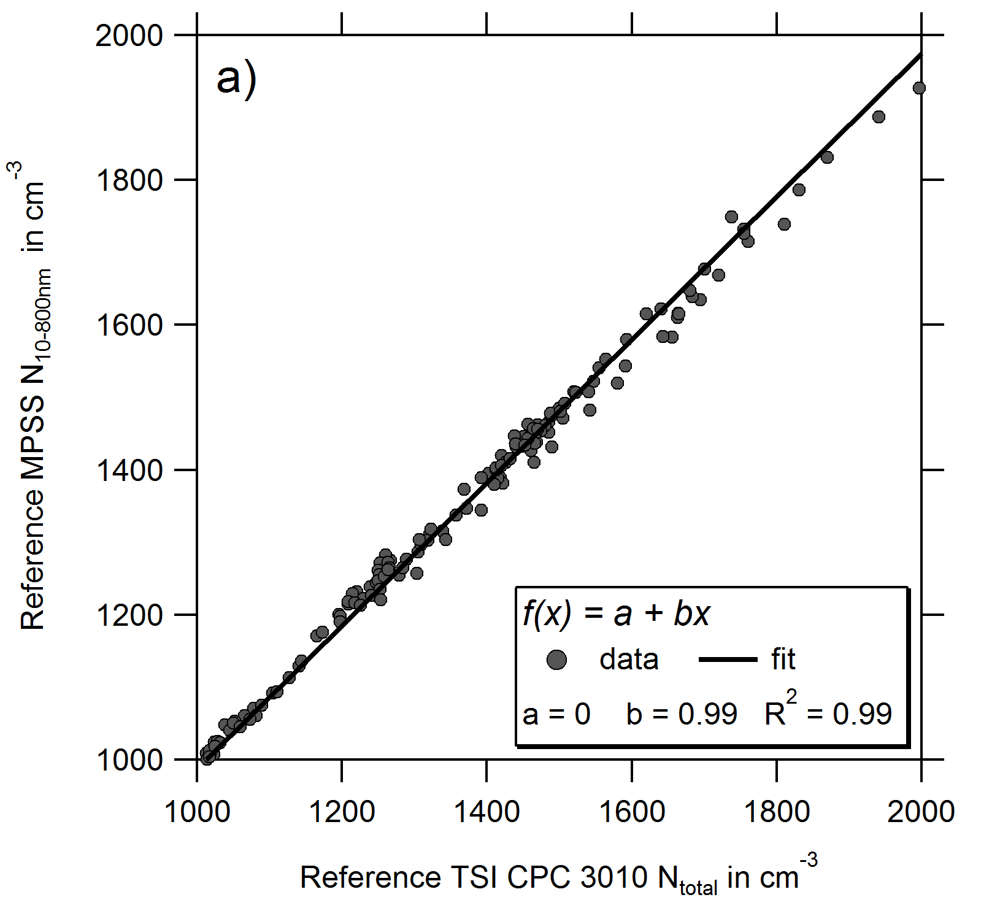 a)
2000
1800
1600
1400
1200
1000
Reference MPSS N10-800nm in cm-3
f(x) = a + bx
data fit
a = 0 b = 0.99 R2 = 0.99
1000 1200 1400 1600 1800 2000
Reference TSI CPC 3010 Ntotal in cm-3